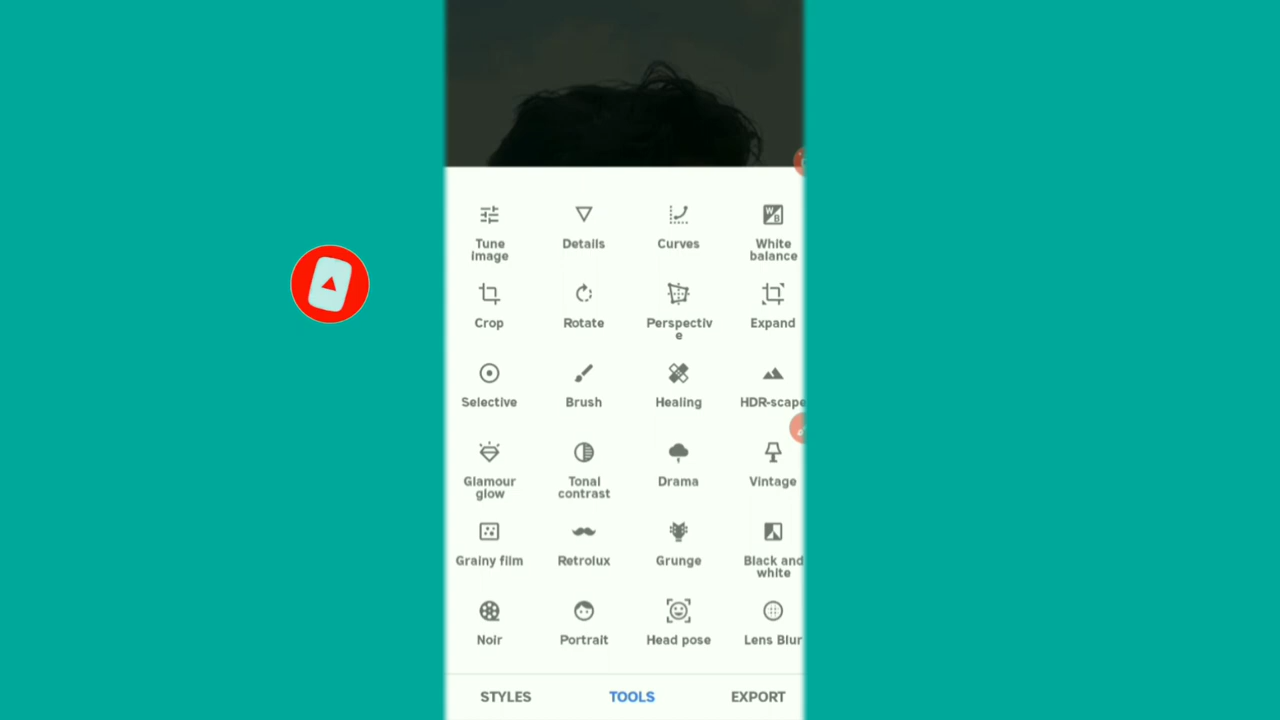 Tune
image
Details
Curves
White
balance
Crop
Rotate
Perspectiv
e
Expand
Selective
Brush
Healing
HDR-scape
Glamour
glow
Tonal
contrast
Drama
Vintage
Grainy film
Retrolux
Grunge
Black and
white
Noir
Portrait
Head pose
Lens Blur
STYLES
TOOLS
EXPORT